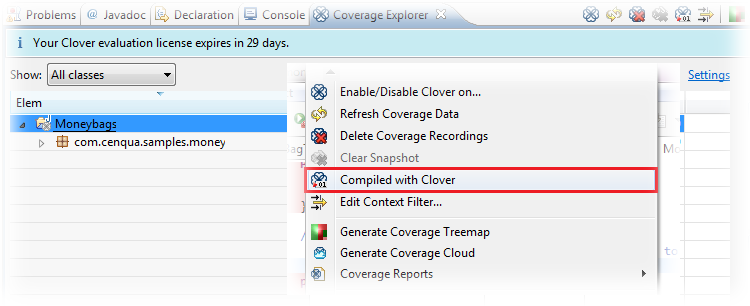 Problems @ Javadoc Declaration Console Coverage Explorer
i Your Clover evaluation license expires in 29 days.
Show: All classes Settings
Elem
Moneybags
com.cenqua.samples.money
Enable/Disable Clover on...
Refresh Coverage Data
Delete Coverage Recordings
Clear Snapshot
Compiled with Clover
Edit Context Filter...
Generate Coverage Treemap
Generate Coverage Cloud
Coverage Reports